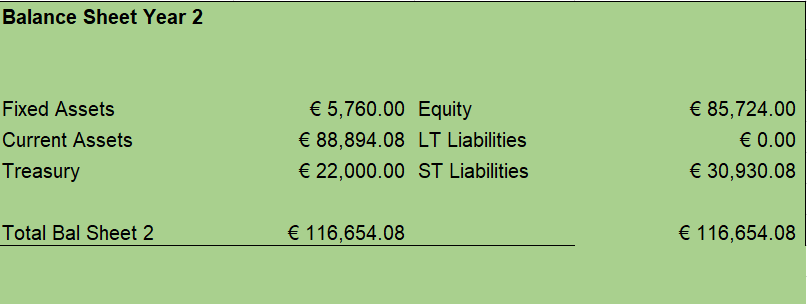 Balance Sheet Year 2
Fixed Assets € 5,760.00 Equity € 85,724.00
Current Assets € 88,894.08 LT Liabilities € 0.00
Treasury € 22,000.00 ST Liabilities € 30,930.08
Total Bal Sheet 2 € 116,654.08 € 116,654.08